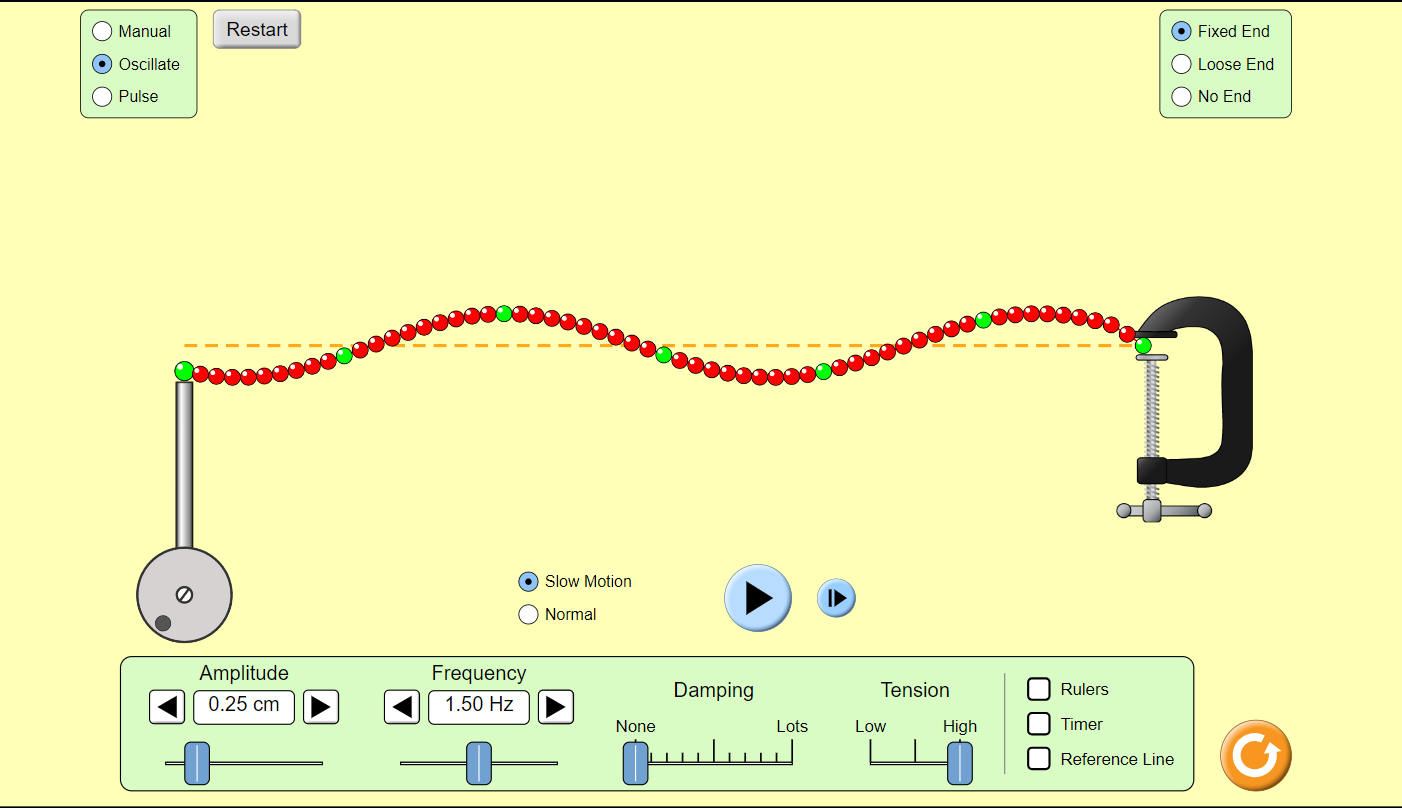 Manual
Oscillate
Pulse
Restart
Fixed End
Loose End
No End
Slow Motion
Normal
Amplitude
0.25 cm
Frequency
1.50 Hz
Damping
None
Lots
Tension
Low
High
Rulers
Timer
Reference Line